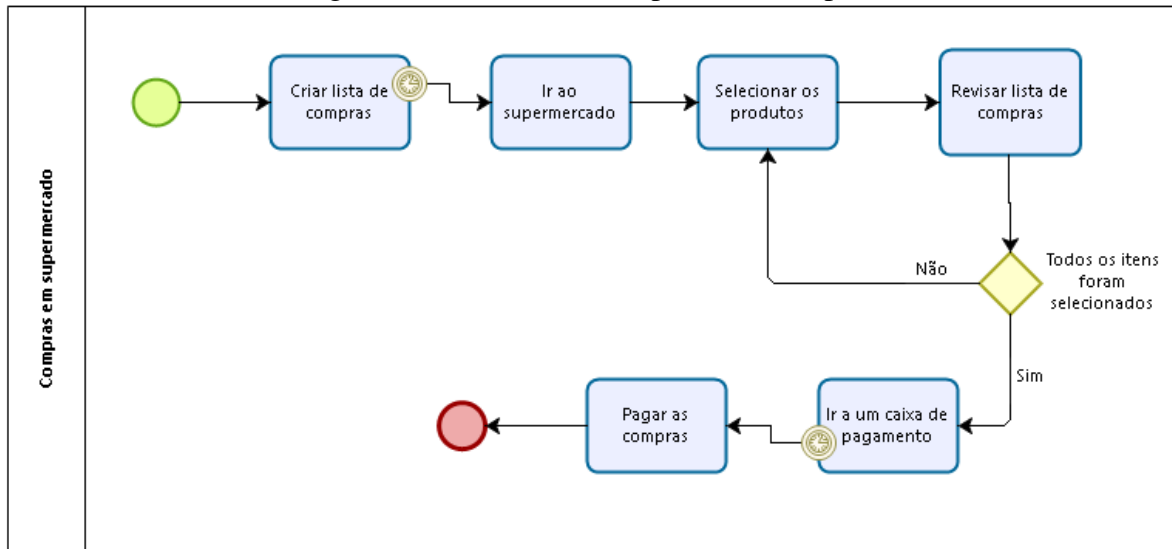 Criar lista de
compras
Ir ao
supermercado
Selecionar os
produtos
Revisar lista de
compras
Compras em supermercado
Não
Todos os itens
foram
selecionados
Sim
Pagar as
compras
Ir a um caixa de
pagamento